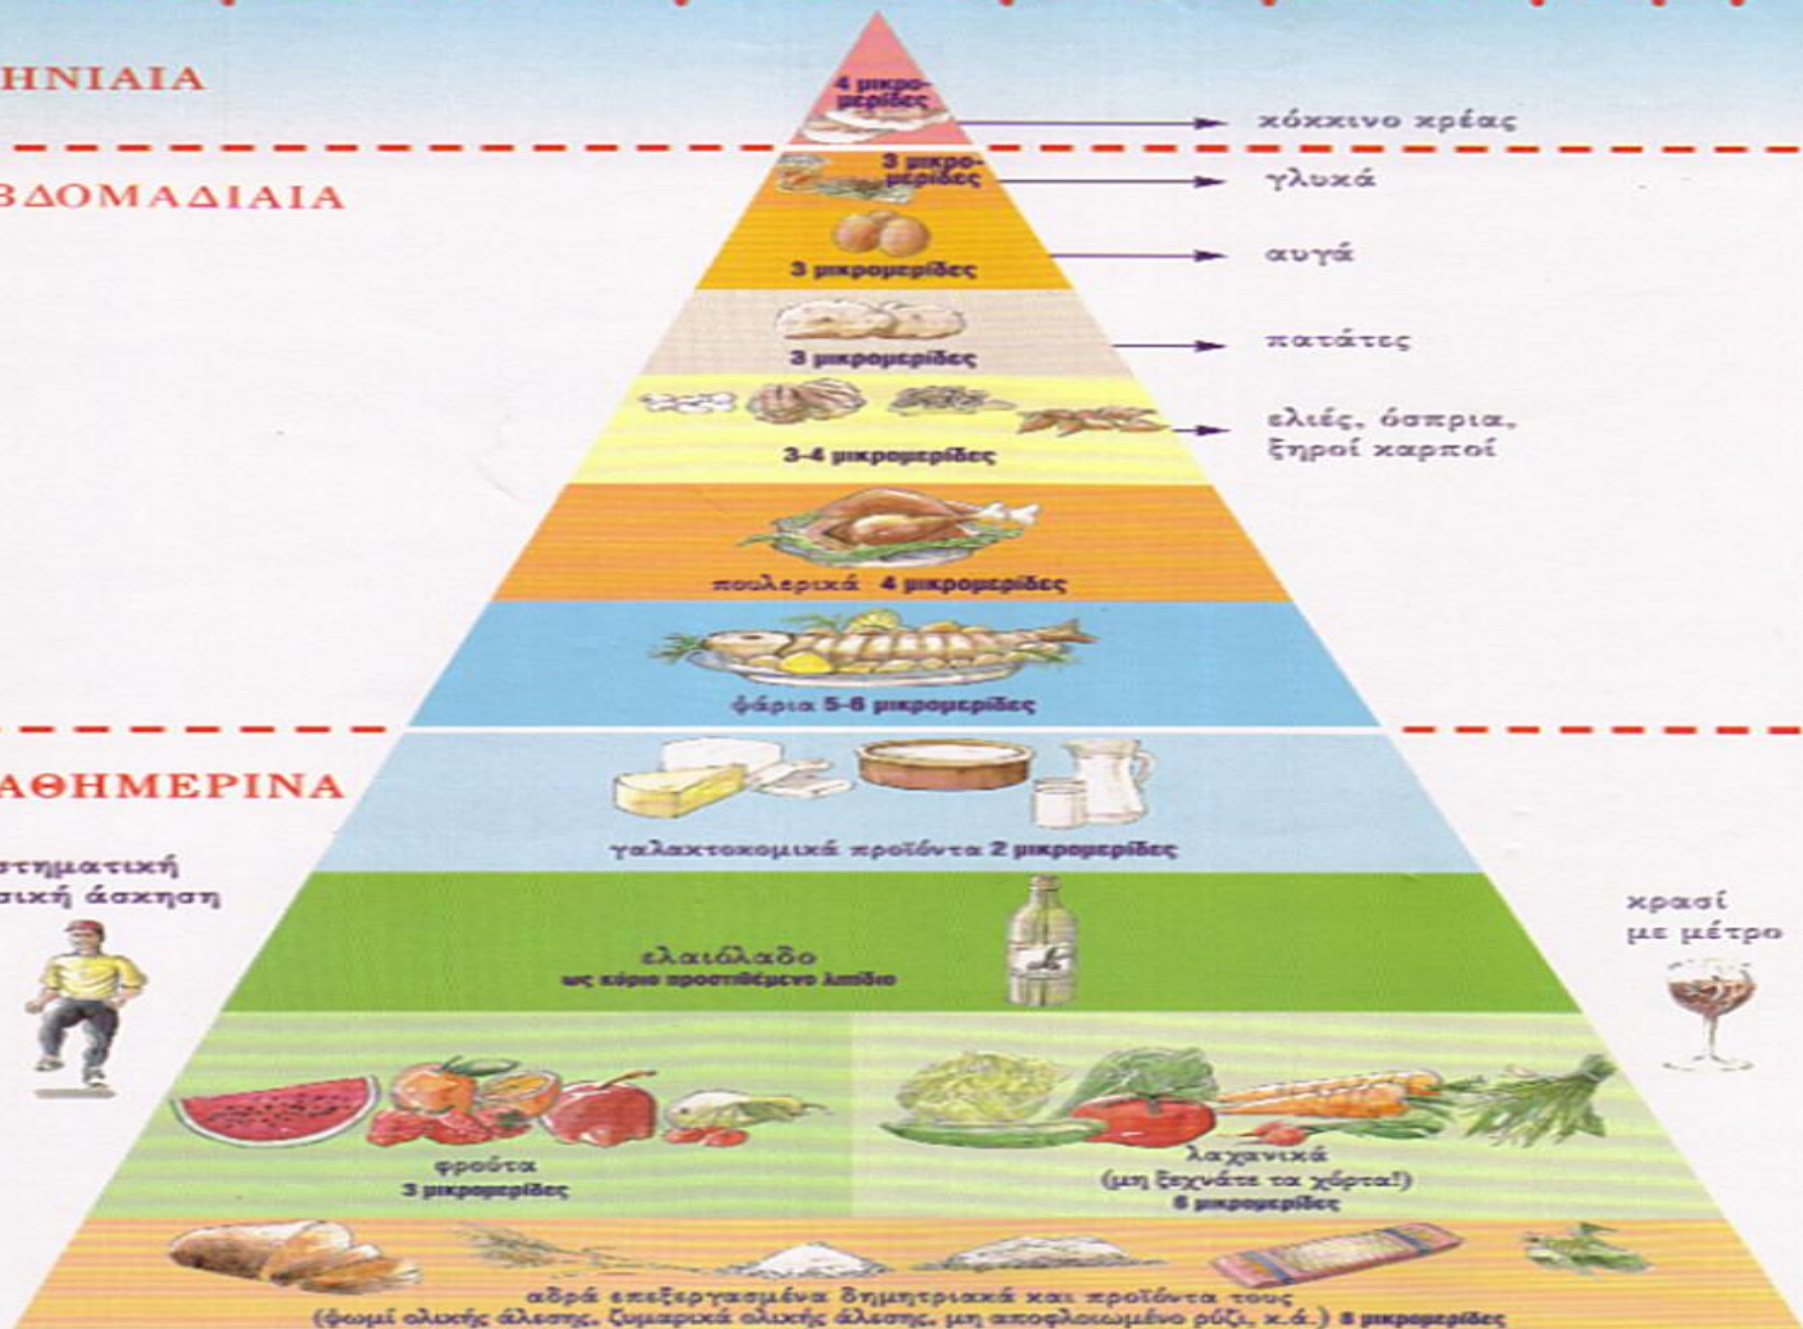 ΗΝΙΑΙΑ
4 μικρο-
μερίδες
κόκκινο κρέας
ΒΔΟΜΑΔΙΑΙΑ
3 μικρο-
μερίδες
γλυκά
αυγά
3 μικρομερίδες
πατάτες
3 μικρομερίδες
ελιές, όσπρια,
ξηροί καρποί
3-4 μικρομερίδες
πουλερικά 4 μικρομερίδες
ψάρια 5-6 μικρομερίδες
ΑΘΗΜΕΡΙΝΑ
γαλακτοκομικά προϊόντα 2 μικρομερίδες
στηματική
σική άσκηση
κρασί
με μέτρο
ελαιόλαδο
ως κύριο προστιθέμενο λιπίδιο
φρούτα
3 μικρομερίδες
λαχανικά
(μη ξεχνάτε τα χόρτα!)
6 μικρομερίδες
αδρά επεξεργασμένα δημητριακά και προϊόντα τους
(ψωμί ολικής άλεσης, ζυμαρικά ολικής άλεσης, μη αποφλοιωμένο ρύζι, κ.ά.) 8 μικρομερίδες